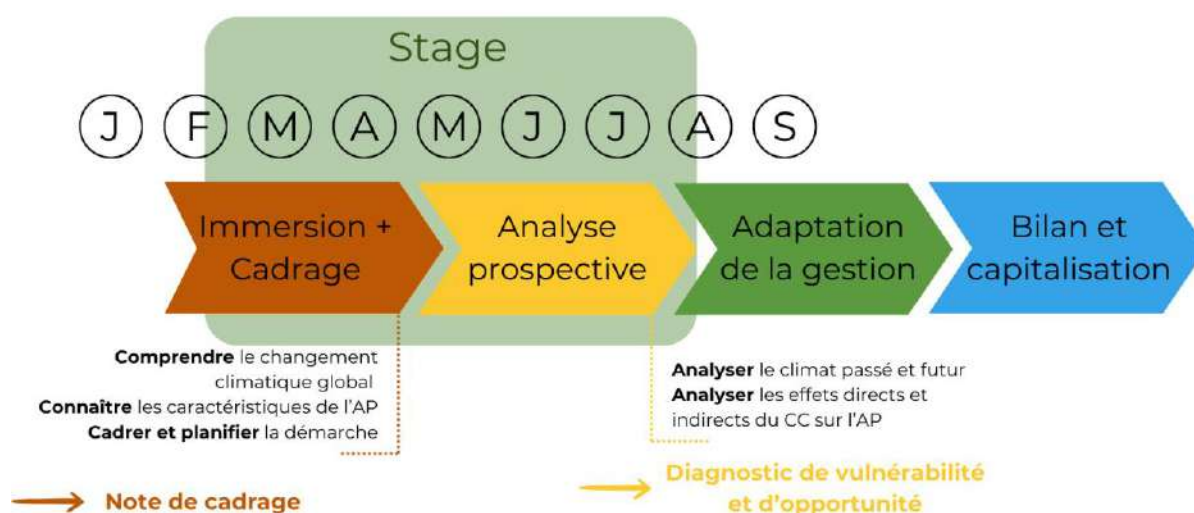 Stage
J F M A M J J A S
Immersion +
Cadrage
Analyse
prospective
Adaptation
de la gestion
Bilan et
capitalisation
Comprendre le changement
climatique global
Connaître les caractéristiques de l'AP
Cadrer et planifier la démarche
Note de cadrage
Analyser le climat passé et futur
Analyser les effets directs et
indirects du CC sur l'AP
Diagnostic de vulnérabilité
et d'opportunité